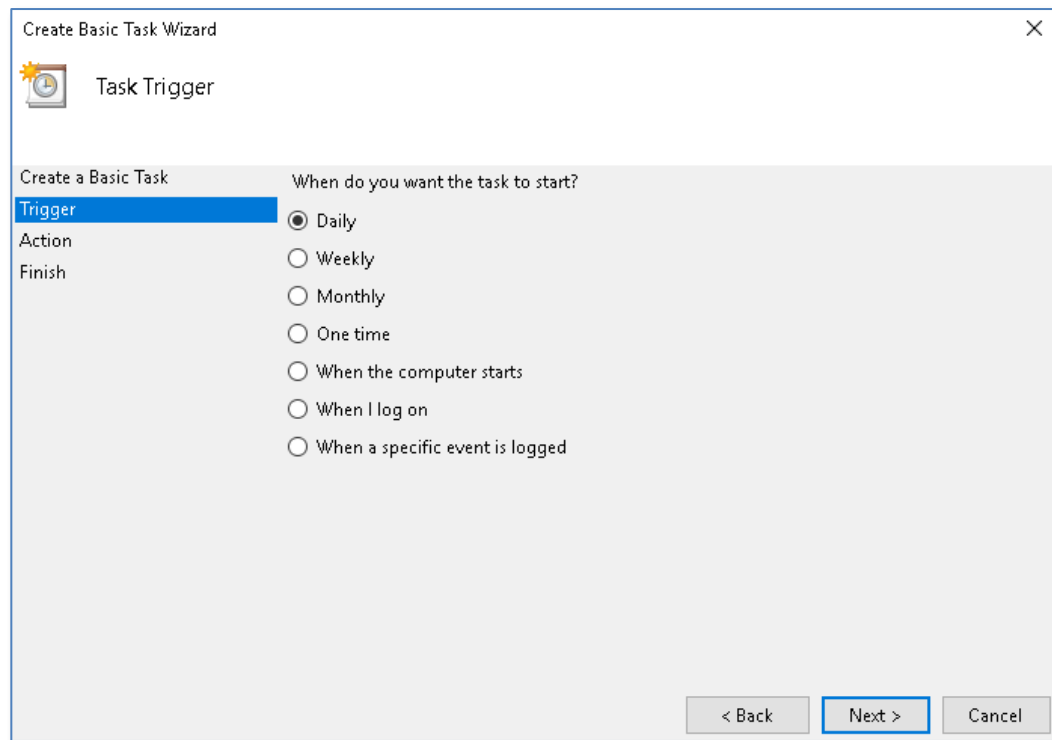 Create Basic Task Wizard
Task Trigger
Create a Basic Task
Trigger
Action
Finish
When do you want the task to start?
Daily
Weekly
Monthly
One time
When the computer starts
When I log on
When a specific event is logged
< Back
Next >
Cancel